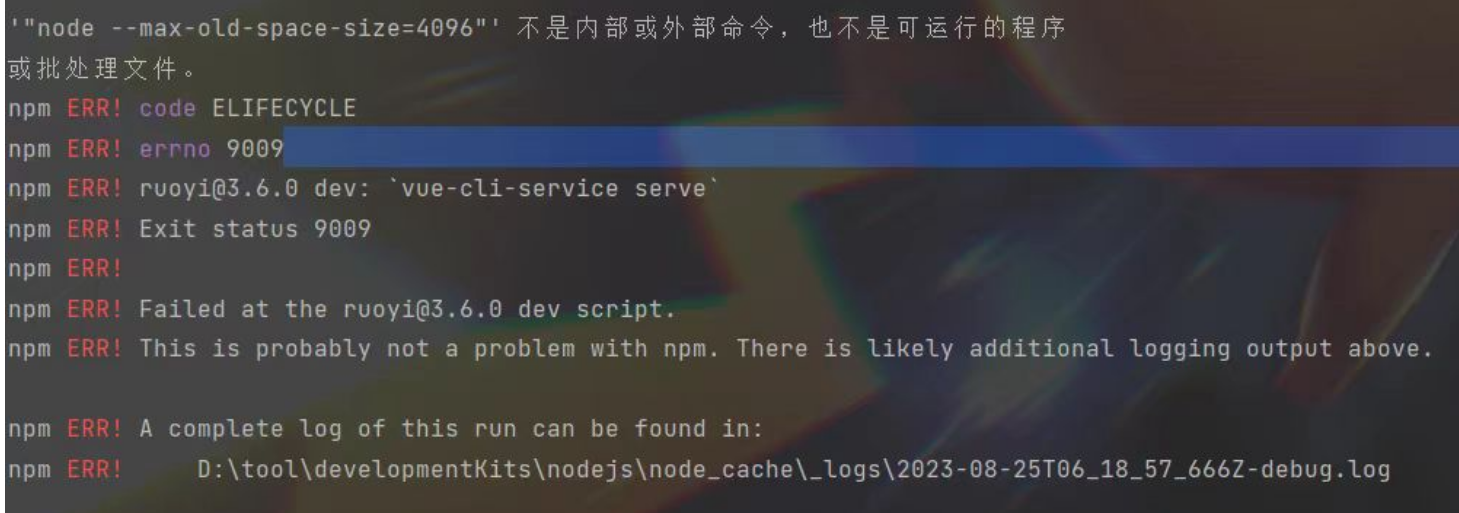 '"node --max-old-space-size=4096"' 不是内部或外部命令，也不是可运行的程序
或批处理文件。
npm ERR! code ELIFECYCLE
npm ERR! errno 9009
npm ERR! ruoyi@3.6.0 dev: `vue-cli-service serve`
npm ERR! Exit status 9009
npm ERR!
npm ERR! Failed at the ruoyi@3.6.0 dev script.
npm ERR! This is probably not a problem with npm. There is likely additional logging output above.
npm ERR! A complete log of this run can be found in:
npm ERR!     D:\tool\developmentKits\nodejs\node_cache\_logs\2023-08-25T06_18_57_666Z-debug.log